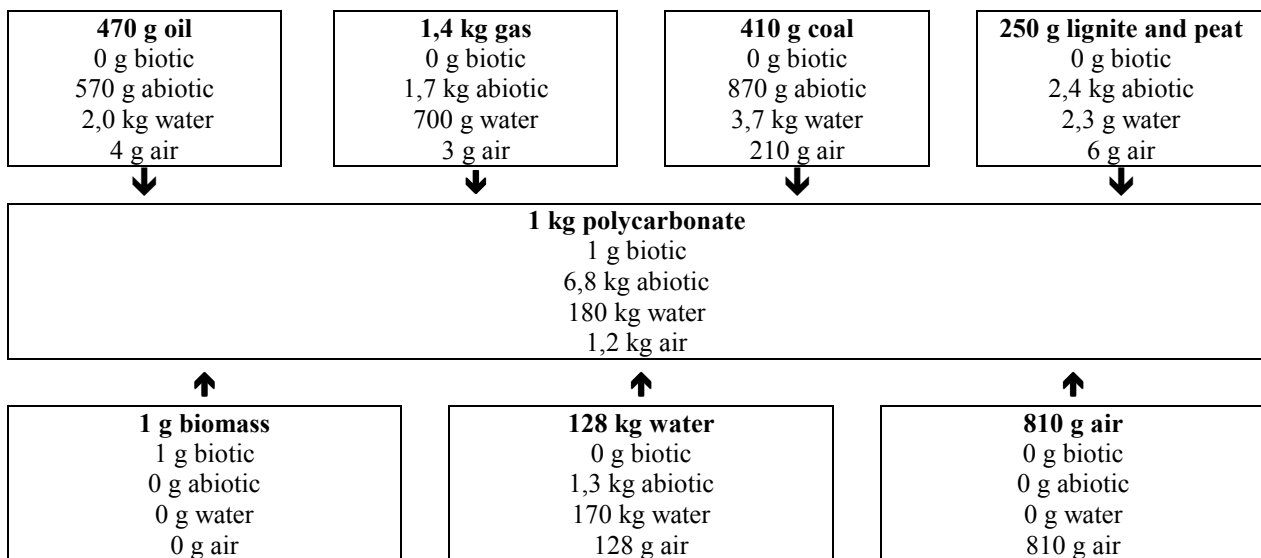 470 g oil
0 g biotic
570 g abiotic
2,0 kg water
4 g air
1,4 kg gas
0 g biotic
1,7 kg abiotic
700 g water
3 g air
410 g coal
0 g biotic
870 g abiotic
3,7 kg water
210 g air
250 g lignite and peat
0 g biotic
2,4 kg abiotic
2,3 g water
6 g air
1 kg polycarbonate
1 g biotic
6,8 kg abiotic
180 kg water
1,2 kg air
1 g biomass
1 g biotic
0 g abiotic
0 g water
0 g air
128 kg water
0 g biotic
1,3 kg abiotic
170 kg water
128 g air
810 g air
0 g biotic
0 g abiotic
0 g water
810 g air